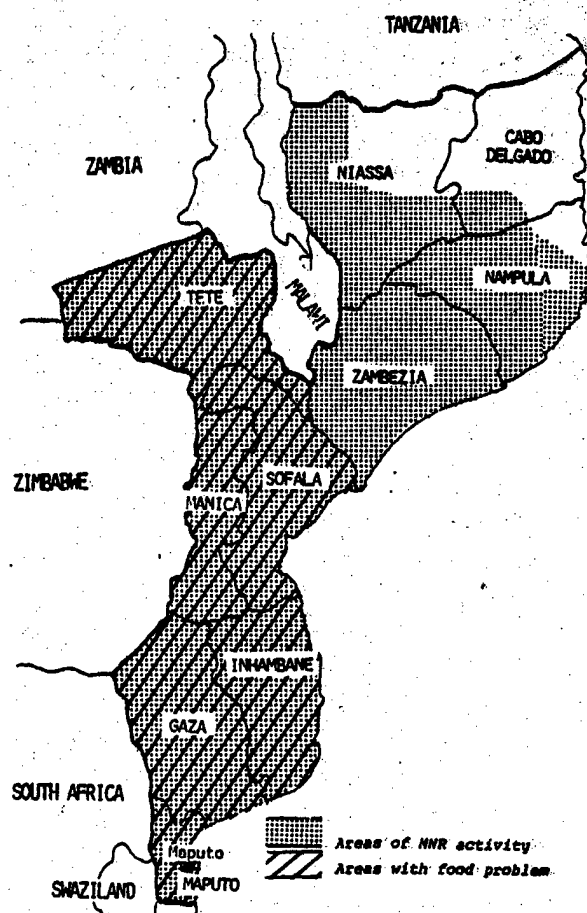 TANZANIA
CABO
DELGADO
ZAMBIA
NIASSA
NAMPULA
TETE
MALAWI
ZAMBEZIA
ZIMBABWE
SOFALA
MANICA
INHAMBANE
GAZA
SOUTH AFRICA
Areas of MNR activity
Maputo
Areas with food problem
MAPUTO
SWAZILAND